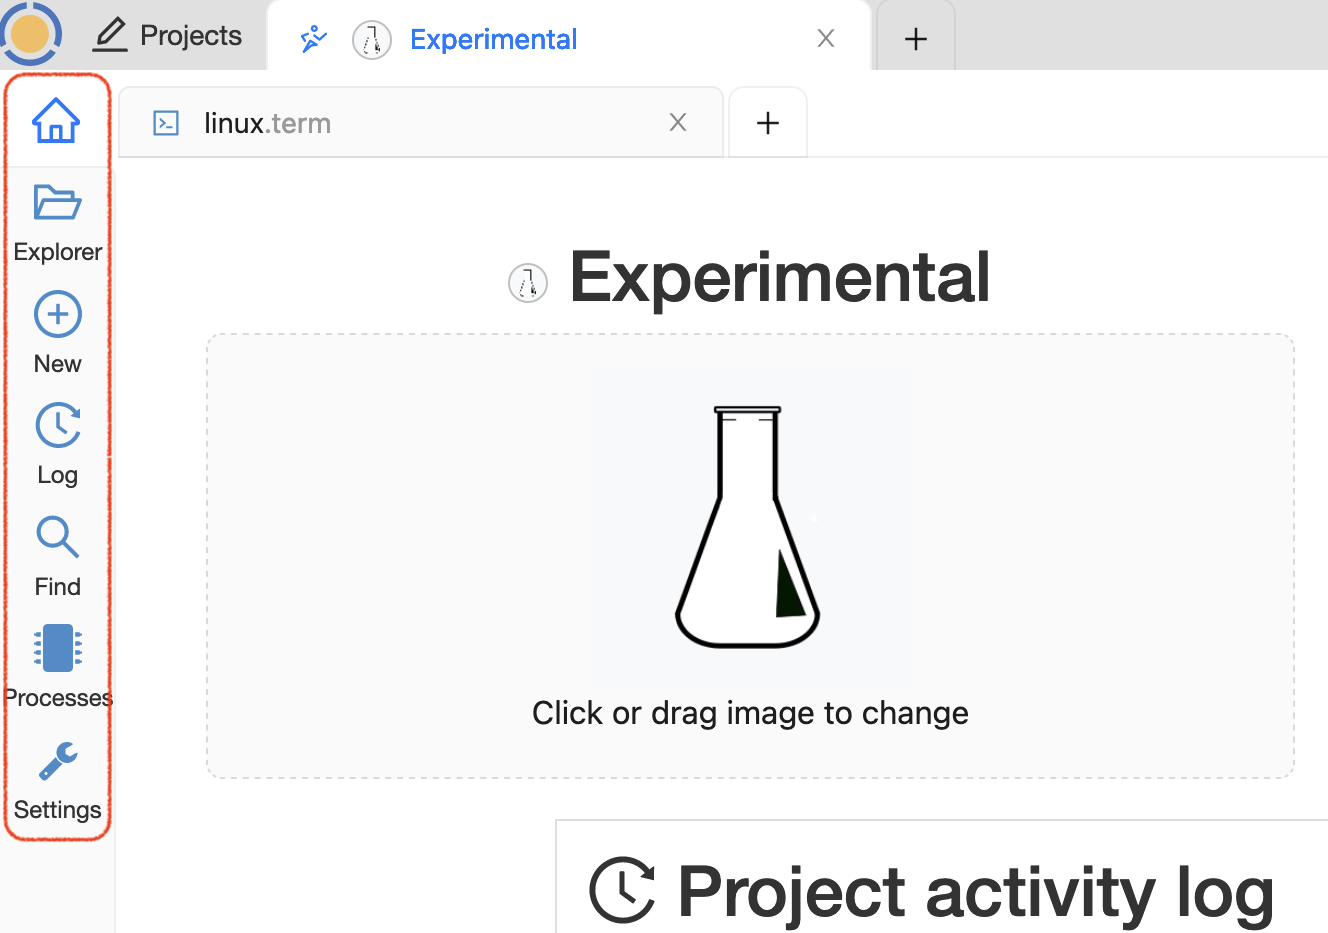 Projects
Experimental
linux.term
Explorer
New
Log
Find
Processes
Settings
Experimental
Click or drag image to change
Project activity log